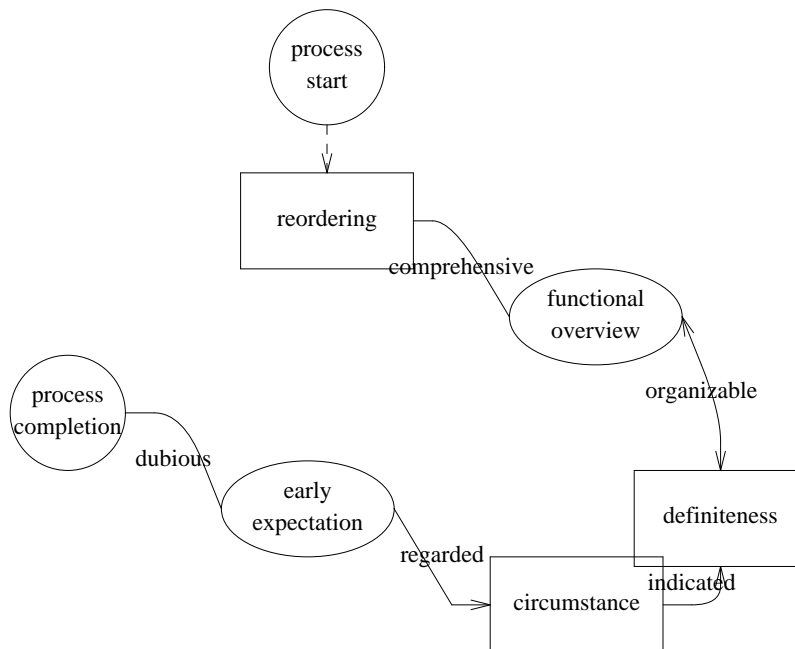 process
start
reordering
comprehensive
functional
overview
organizable
process
completion
dubious
early
expectation
definiteness
regarded
indicated
circumstance